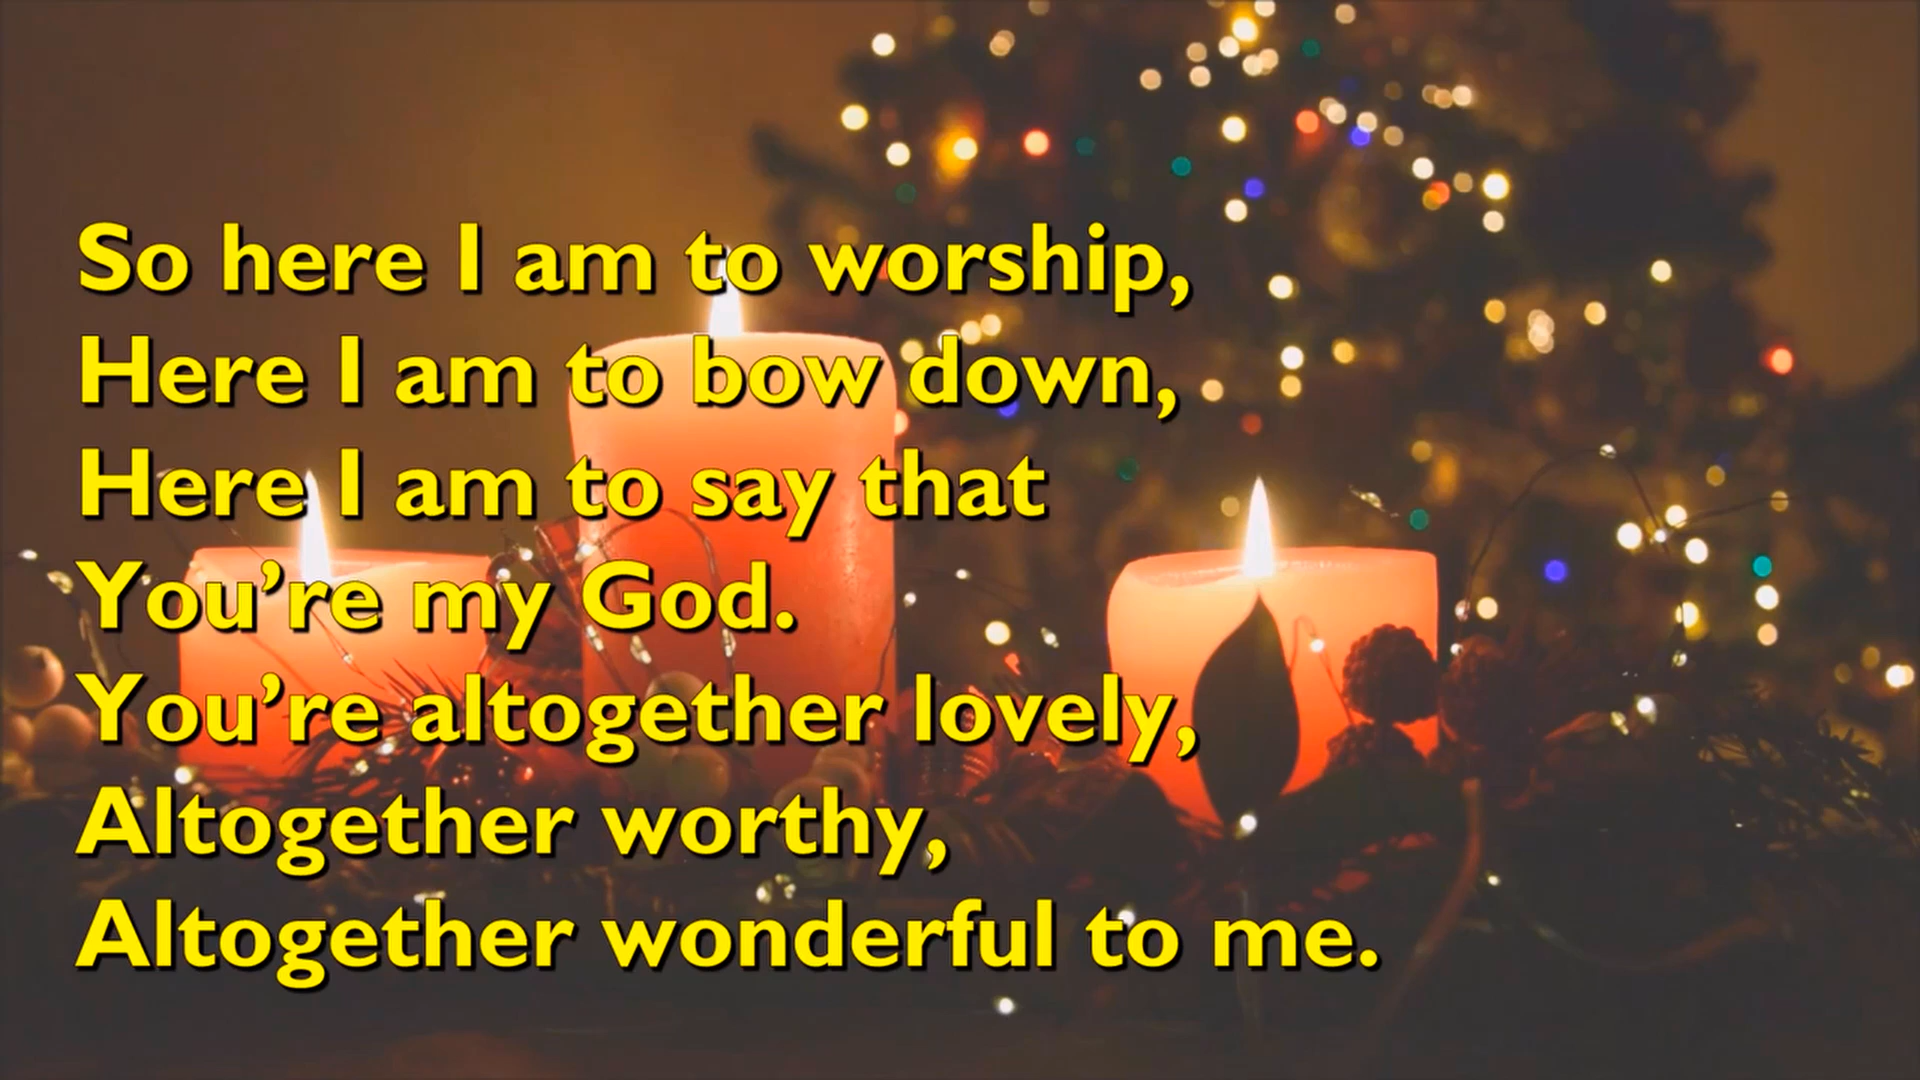 So here I am to worship,
Here I am to bow down,
Here I am to say that
You’re my God.
You’re altogether lovely,
Altogether worthy,
Altogether wonderful to me.